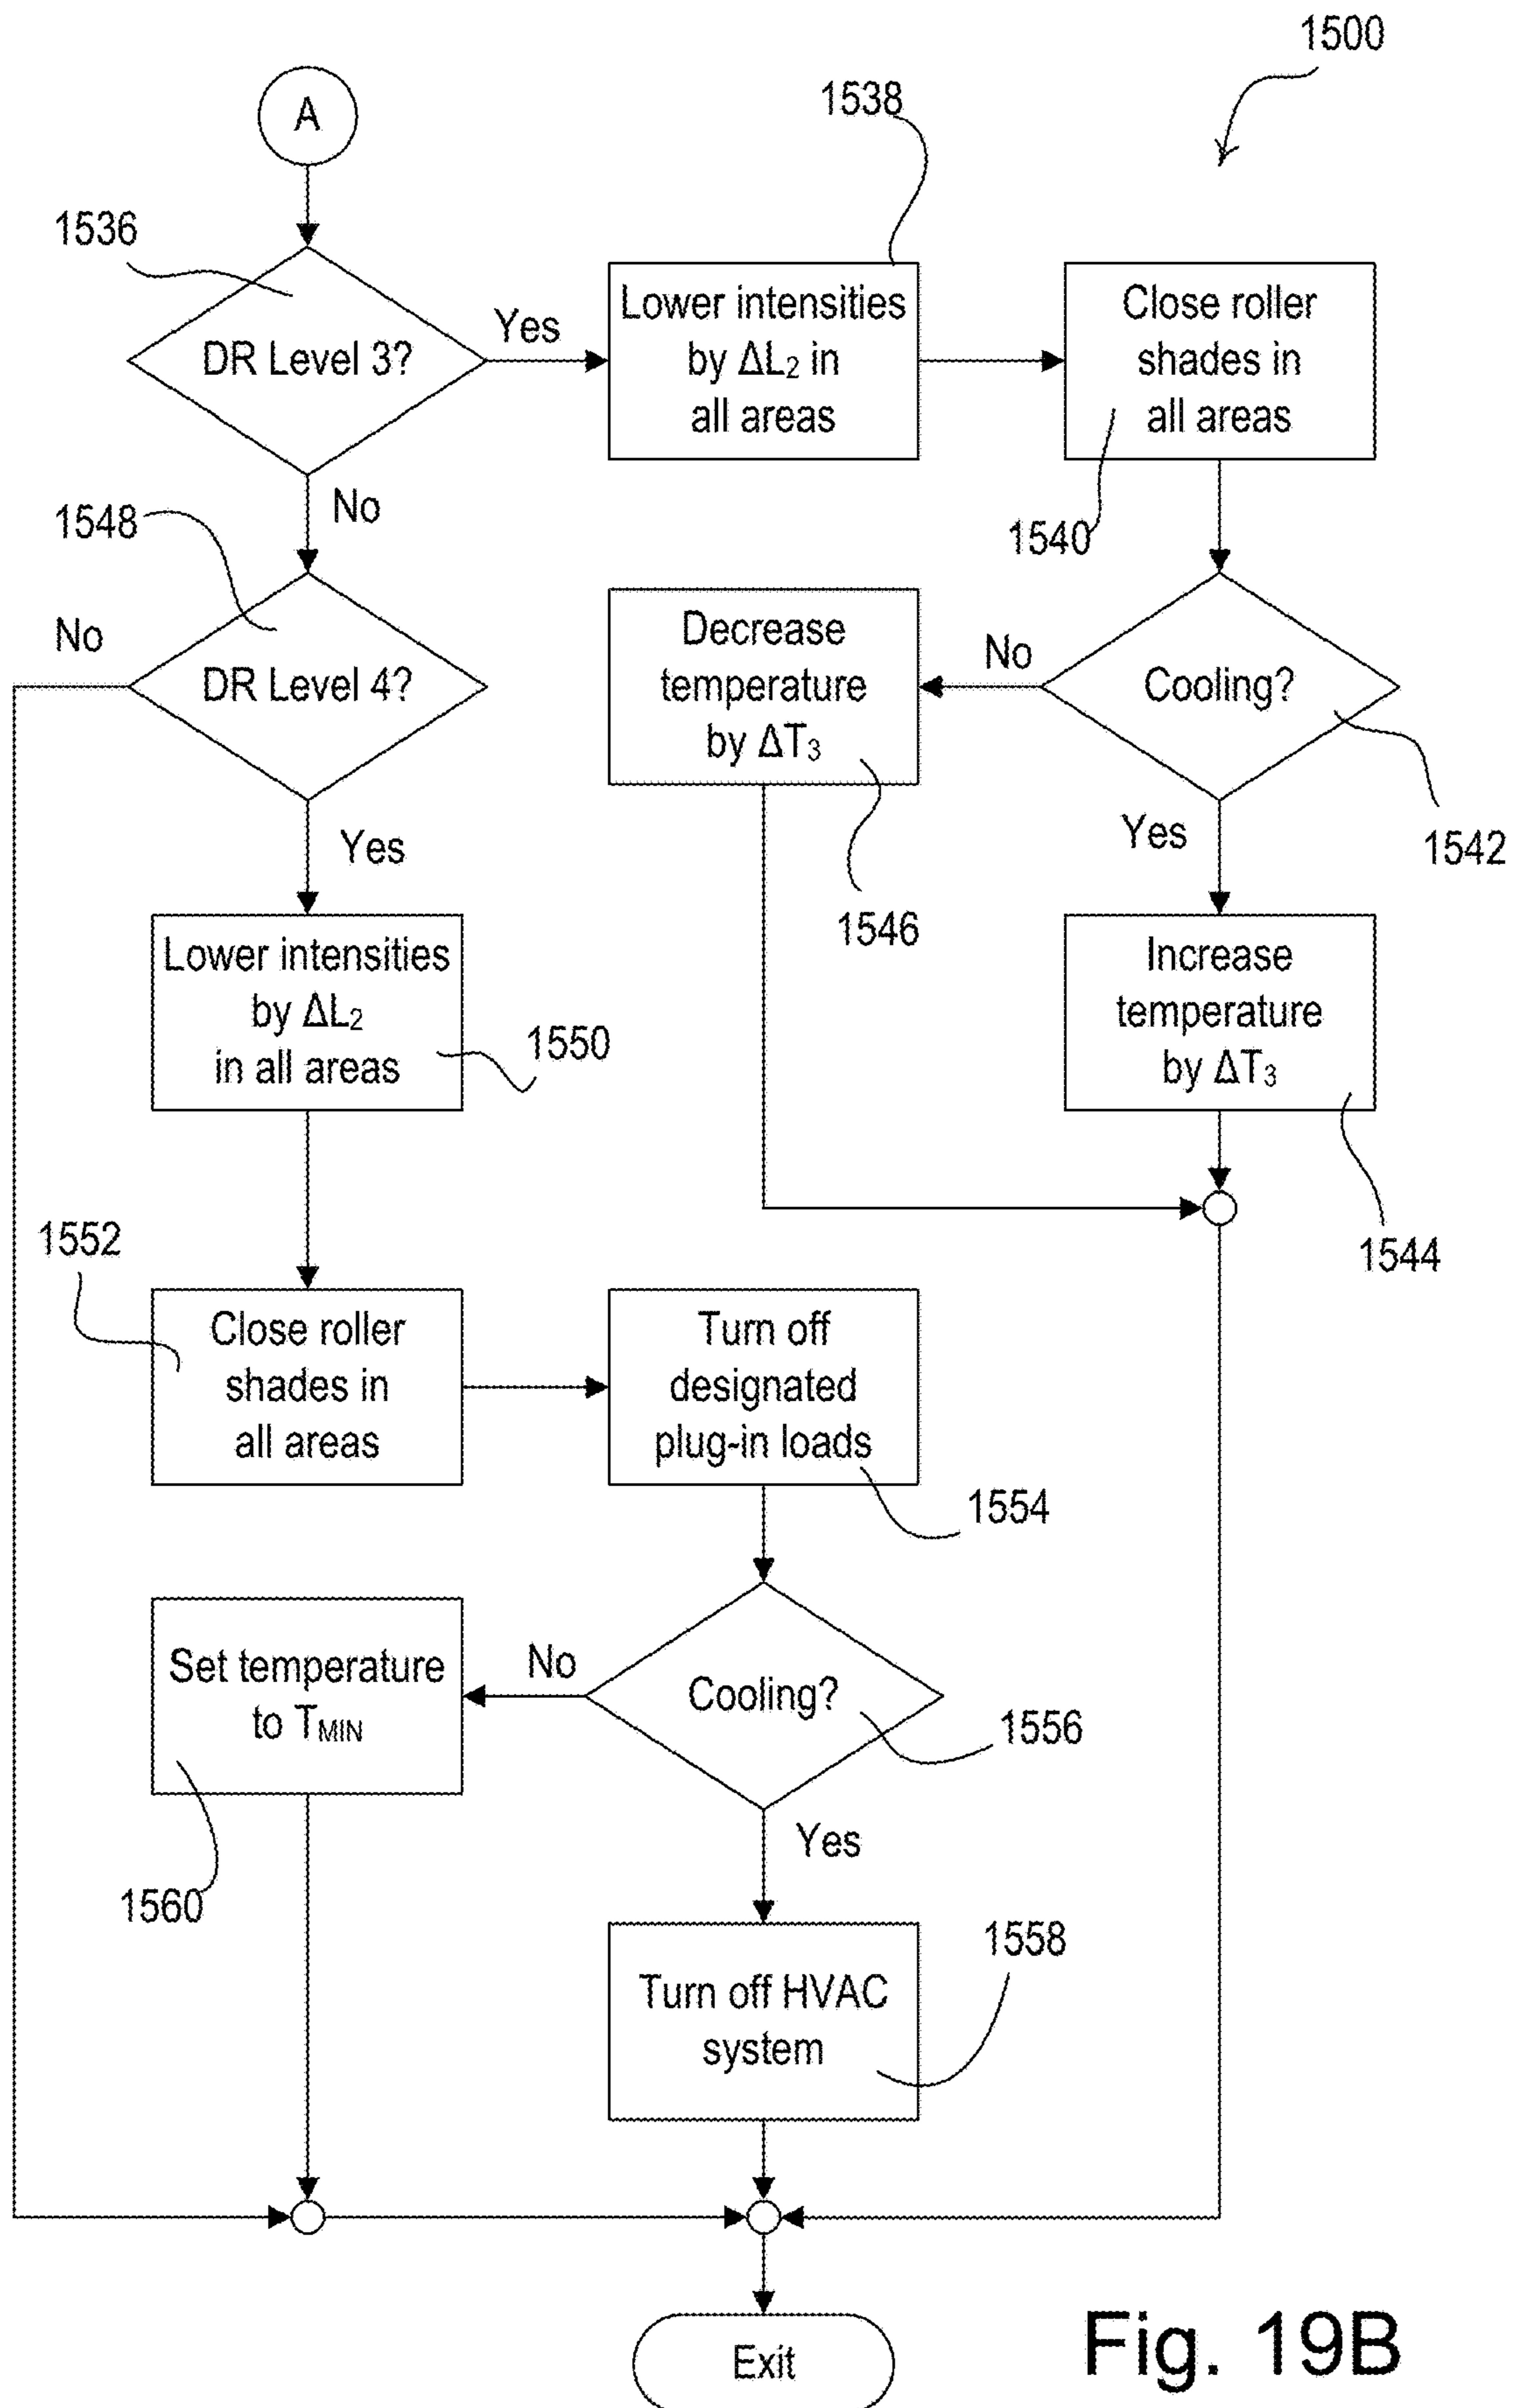 1500
A
1538
1536
DR Level 3?
Yes
Lower intensities
by ΔL₂ in
all areas
Close roller
shades in
all areas
1540
No
1548
No
DR Level 4?
Decrease
temperature
by ΔT₃
No
Cooling?
1542
Yes
1546
Yes
Lower intensities
by ΔL₂
in all areas
1550
Increase
temperature
by ΔT₃
1544
1552
Close roller
shades in
all areas
Turn off
designated
plug-in loads
1554
Set temperature
to TMIN
No
Cooling?
1556
1560
Yes
1558
Turn off HVAC
system
Exit
Fig. 19B